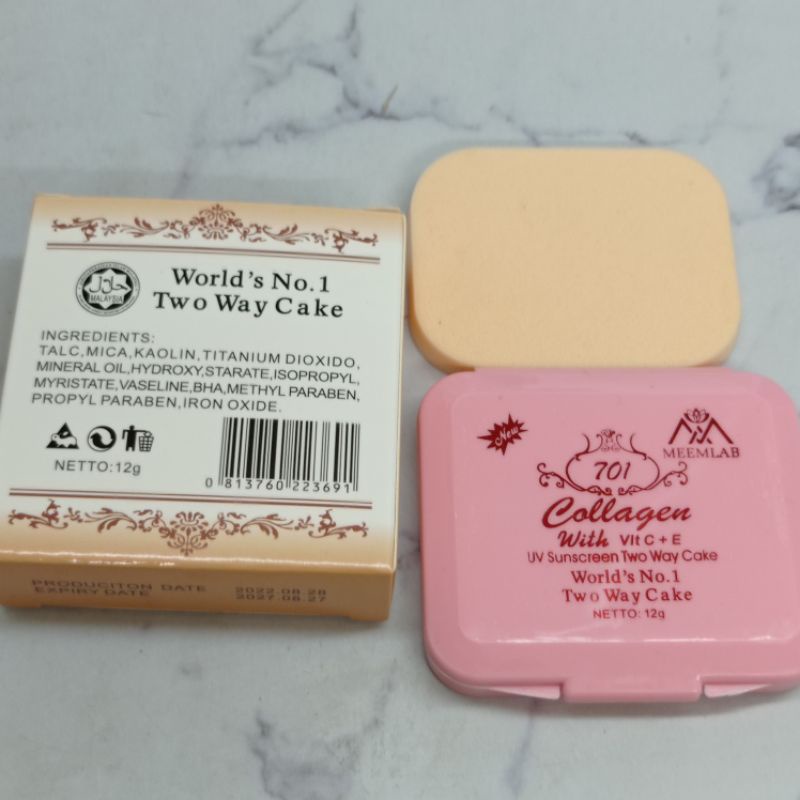 حلال
MALAYSIA
World's No.1
Two Way Cake
INGREDIENTS:
TALC,MICA,KAOLIN,TITANIUM DIOXIDO,
MINERAL OIL,HYDROXY,STARATE,ISOPROPYL,
MYRISTATE,VASELINE,BHA,METHYL PARABEN,
PROPYL PARABEN,IRON OXIDE.
NETTO:12g
0 813760 223691
PRODUCITON DATE 2022.08.28
EXPIRY DATE 2027.08.27
New
MEEMLAB
701
Collagen
With VIt C + E
UV Sunscreen Two Way Cake
World's No.1
Two Way Cake
NETTO: 12g